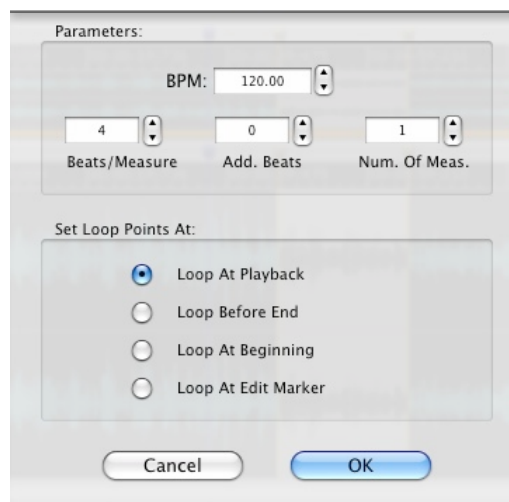 Parameters:
BPM: 120.00
4 0 1
Beats/Measure Add. Beats Num. Of Meas.
Set Loop Points At:
Loop At Playback
Loop Before End
Loop At Beginning
Loop At Edit Marker
Cancel OK